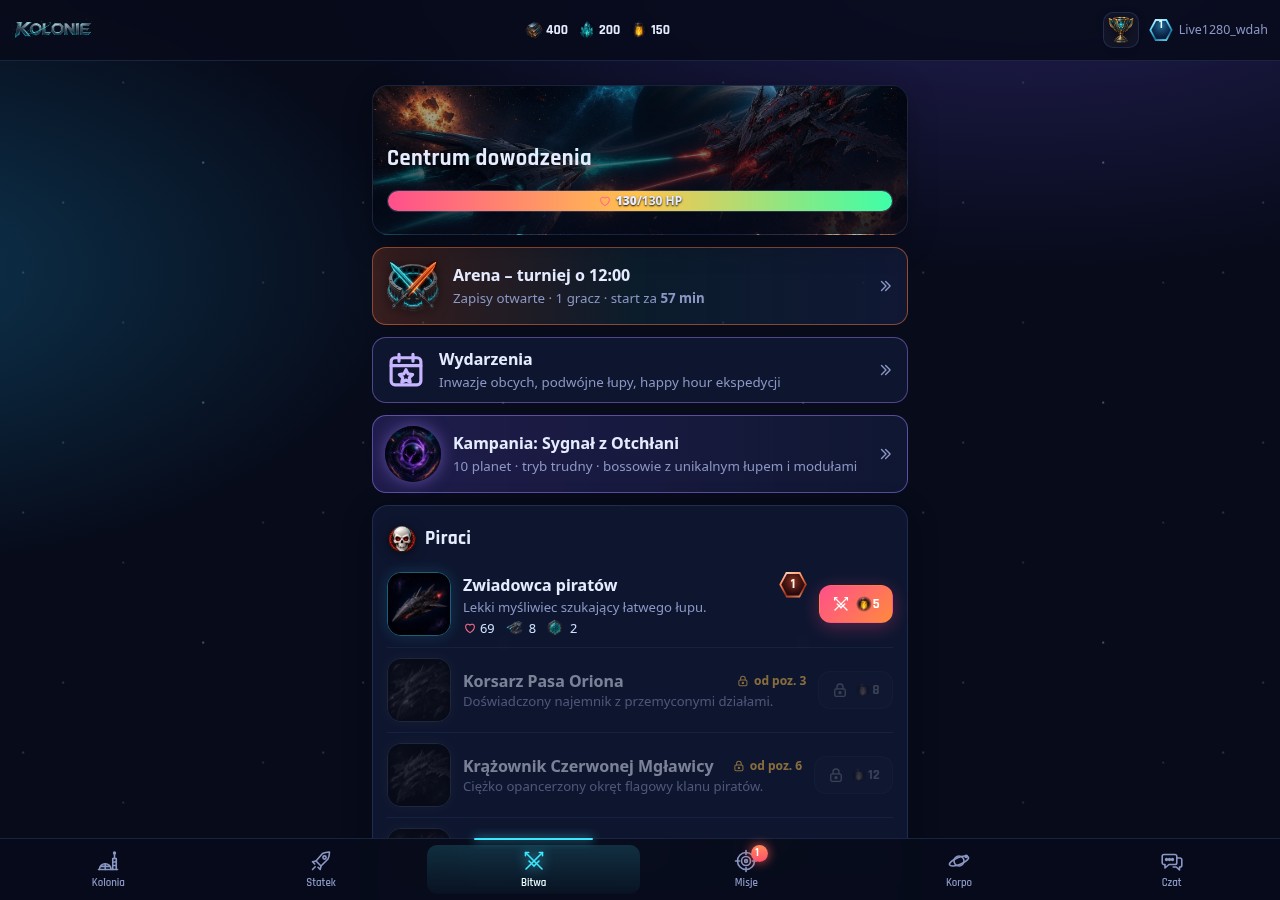 KOLONIE
400 200 150
1 Live1280_wdah
Centrum dowodzenia
130/130 HP
Arena – turniej o 12:00
Zapisy otwarte · 1 gracz · start za 57 min
Wydarzenia
Inwazje obcych, podwójne łupy, happy hour ekspedycji
Kampania: Sygnał z Otchłani
10 planet · tryb trudny · bossowie z unikalnym łupem i modułami
Piraci
Zwiadowca piratów 1
Lekki myśliwiec szukający łatwego łupu.
69 8 2
5
Korsarz Pasa Oriona od poz. 3
Doświadczony najemnik z przemyconymi działami.
8
Krążownik Czerwonej Mgławicy od poz. 6
Ciężko opancerzony okręt flagowy klanu piratów.
12
1
Kolonia Statek Bitwa Misje Korpo Czat